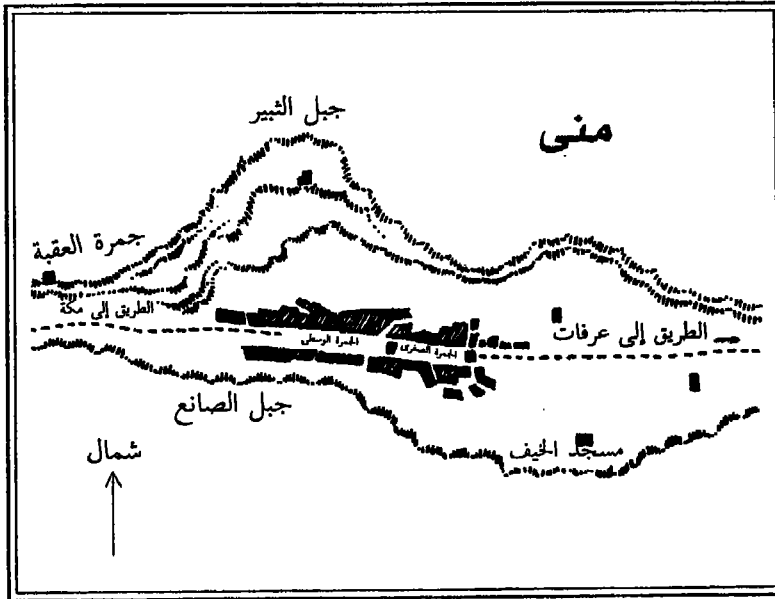 منى
جبل الثبير
جمرة العقبة
الطريق إلى مكة
الجمرة الوسطى
الجمرة الصغرى
الطريق إلى عرفات
جبل الصانع
مسجد الخيف
شمال